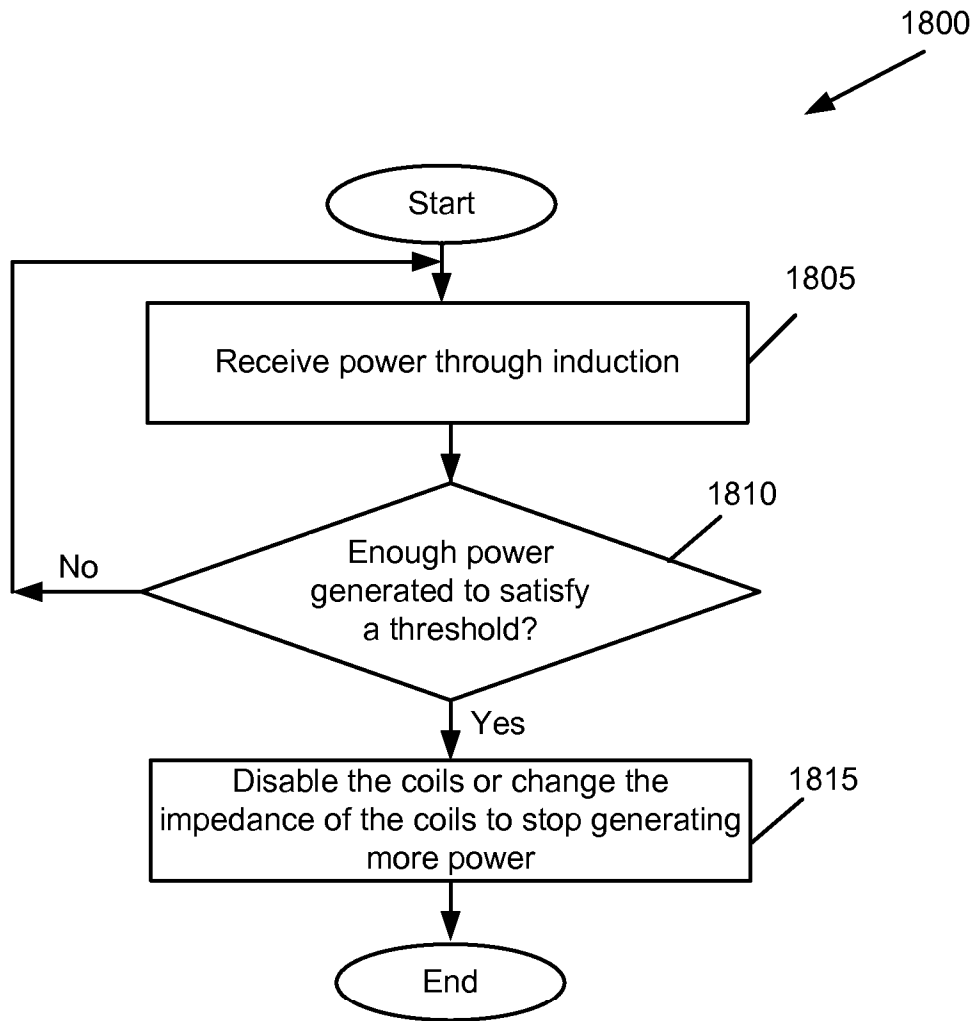 1800
Start
1805
Receive power through induction
1810
Enough power
generated to satisfy
a threshold?
No
Yes
1815
Disable the coils or change the
impedance of the coils to stop generating
more power
End